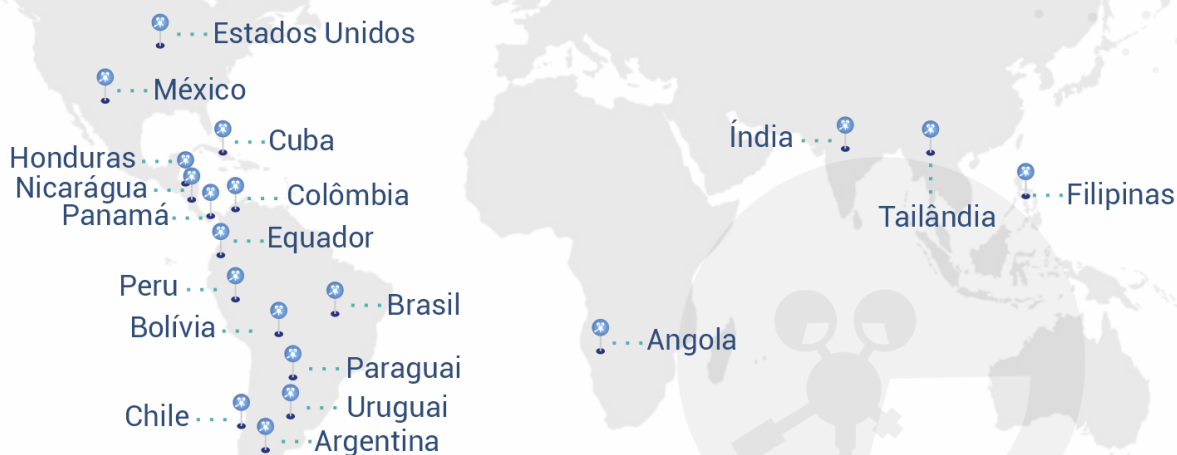 Estados Unidos
México
Cuba
Honduras
Nicarágua
Panamá
Colômbia
Equador
Peru
Bolívia
Brasil
Paraguai
Chile
Uruguai
Argentina
Angola
Índia
Tailândia
Filipinas